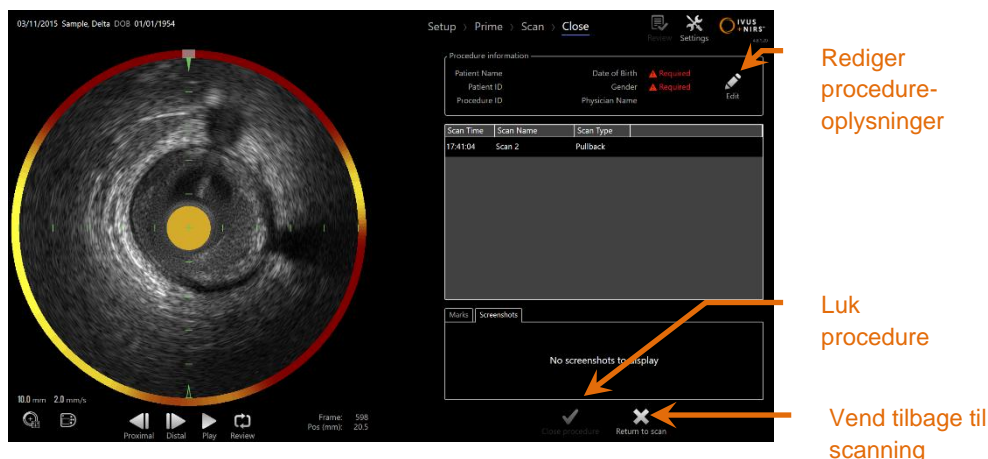 03/11/2015 Sample, Delta DOB 01/01/1954
Setup > Prime > Scan > Close
Review
Settings
IVUS
+NIRS
Procedure information
Patient Name
Date of Birth
Required
Patient ID
Gender
Required
Procedure ID
Physician Name
Edit
Scan Time Scan Name Scan Type
17:41:04 Scan 2 Pullback
Marks Screenshots
No screenshots to display
10.0 mm 2.0 mm/s
Proximal Distal Play Review
Frame: 598
Pos (mm): 20.5
Close procedure
Return to scan
Rediger
procedure-
oplysninger
Luk
procedure
Vend tilbage til
scanning